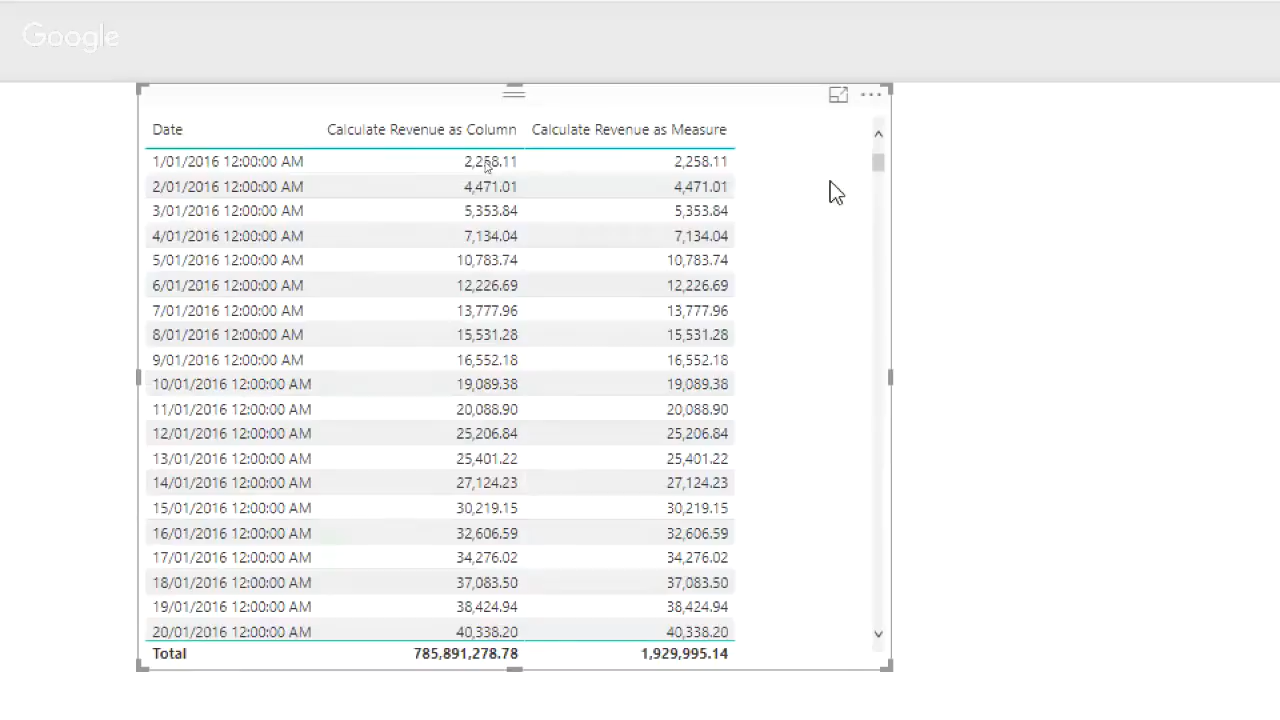 Google
Date Calculate Revenue as Column Calculate Revenue as Measure
1/01/2016 12:00:00 AM 2,258.11 2,258.11
2/01/2016 12:00:00 AM 4,471.01 4,471.01
3/01/2016 12:00:00 AM 5,353.84 5,353.84
4/01/2016 12:00:00 AM 7,134.04 7,134.04
5/01/2016 12:00:00 AM 10,783.74 10,783.74
6/01/2016 12:00:00 AM 12,226.69 12,226.69
7/01/2016 12:00:00 AM 13,777.96 13,777.96
8/01/2016 12:00:00 AM 15,531.28 15,531.28
9/01/2016 12:00:00 AM 16,552.18 16,552.18
10/01/2016 12:00:00 AM 19,089.38 19,089.38
11/01/2016 12:00:00 AM 20,088.90 20,088.90
12/01/2016 12:00:00 AM 25,206.84 25,206.84
13/01/2016 12:00:00 AM 25,401.22 25,401.22
14/01/2016 12:00:00 AM 27,124.23 27,124.23
15/01/2016 12:00:00 AM 30,219.15 30,219.15
16/01/2016 12:00:00 AM 32,606.59 32,606.59
17/01/2016 12:00:00 AM 34,276.02 34,276.02
18/01/2016 12:00:00 AM 37,083.50 37,083.50
19/01/2016 12:00:00 AM 38,424.94 38,424.94
20/01/2016 12:00:00 AM 40,338.20 40,338.20
Total 785,891,278.78 1,929,995.14